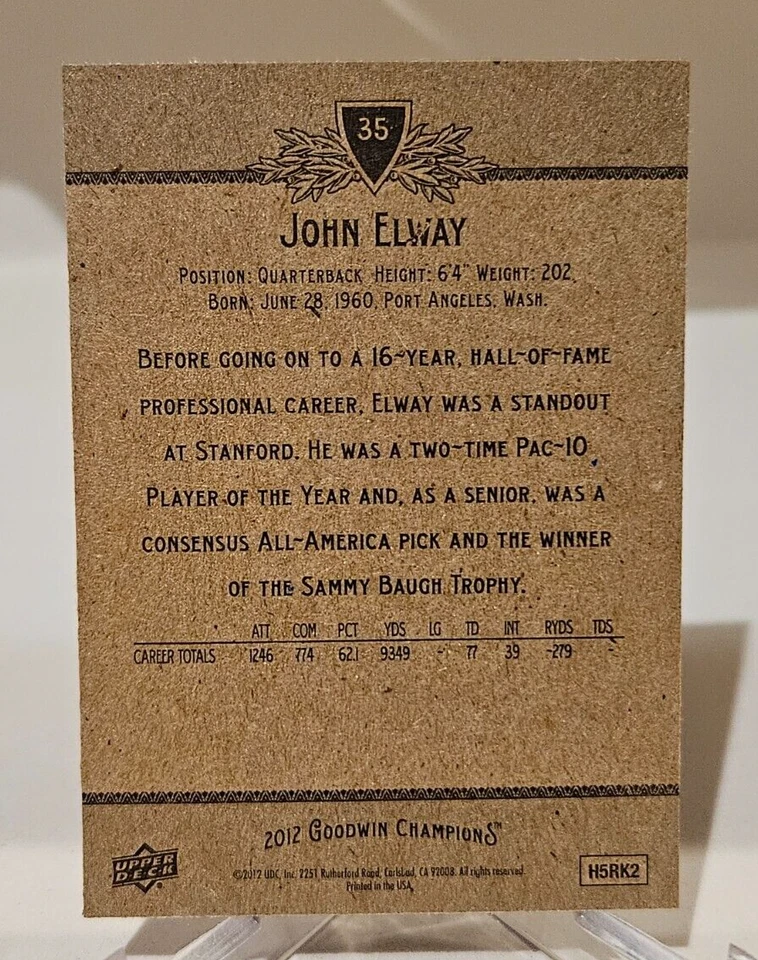 35
JOHN ELWAY
POSITION: QUARTERBACK HEIGHT: 6'4" WEIGHT: 202
BORN: JUNE 28, 1960, PORT ANGELES, WASH.
BEFORE GOING ON TO A 16~YEAR, HALL~OF~FAME
PROFESSIONAL CAREER, ELWAY WAS A STANDOUT
AT STANFORD. HE WAS A TWO~TIME PAC~10
PLAYER OF THE YEAR AND, AS A SENIOR, WAS A
CONSENSUS ALL~AMERICA PICK AND THE WINNER
OF THE SAMMY BAUGH TROPHY.
ATT COM PCT YDS LG TD INT RYDS TDS
CAREER TOTALS 1246 774 62.1 9349 - 77 39 -279 -
2012 GOODWIN CHAMPIONS™
UPPER DECK
©2012 UDC, Inc. 2251 Rutherford Road, Carlsbad, CA 92008. All rights reserved.
Printed in the USA.
H5RK2